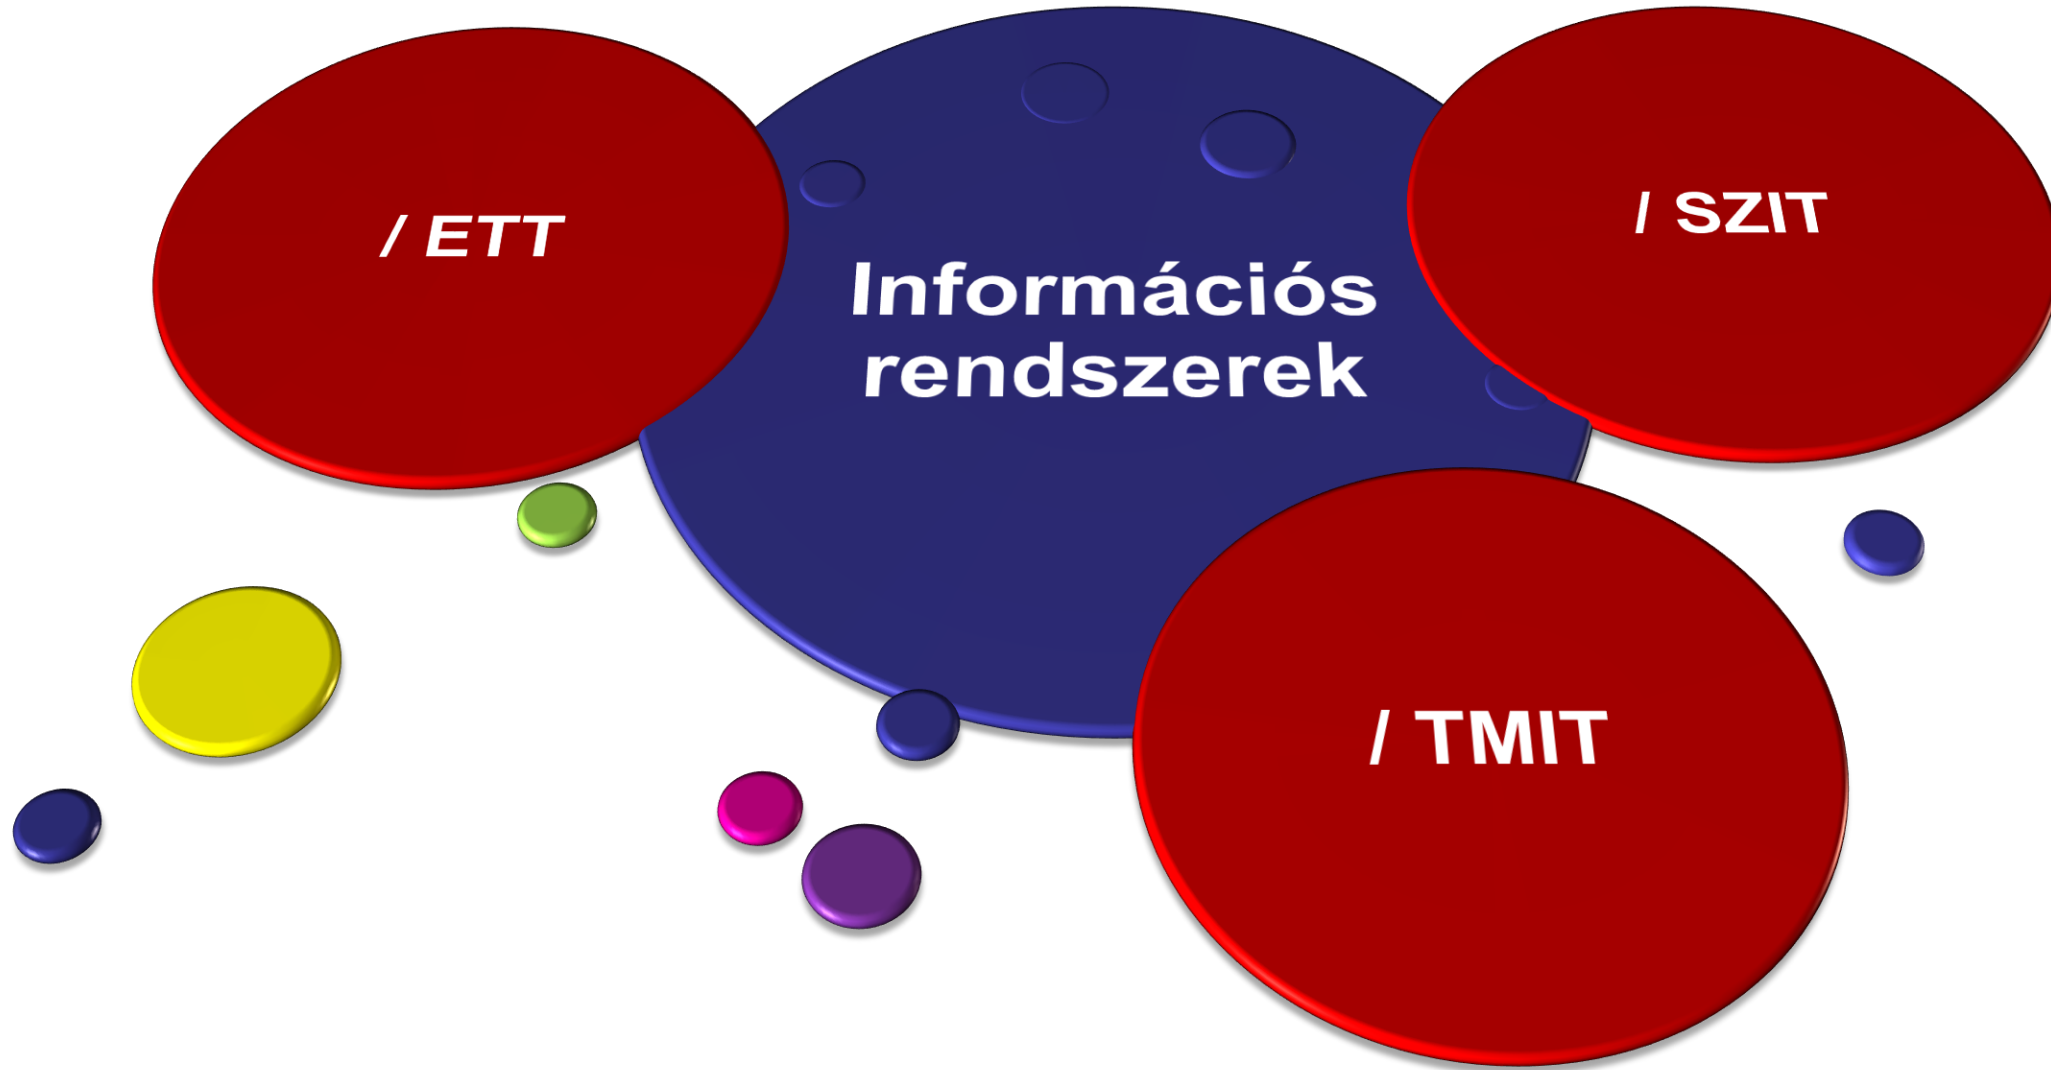 / ETT
Információs
rendszerek
/ SZIT
/ TMIT